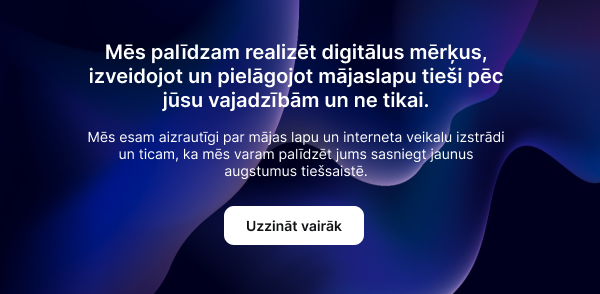 Mēs palīdzam realizēt digitālus mērķus,
izveidojot un pielāgojot mājaslapu tieši pēc
jūsu vajadzībām un ne tikai.
Mēs esam aizrautīgi par mājas lapu un interneta veikalu izstrādi
un ticam, ka mēs varam palīdzēt jums sasniegt jaunus
augstumus tiešsaistē.
Uzzināt vairāk